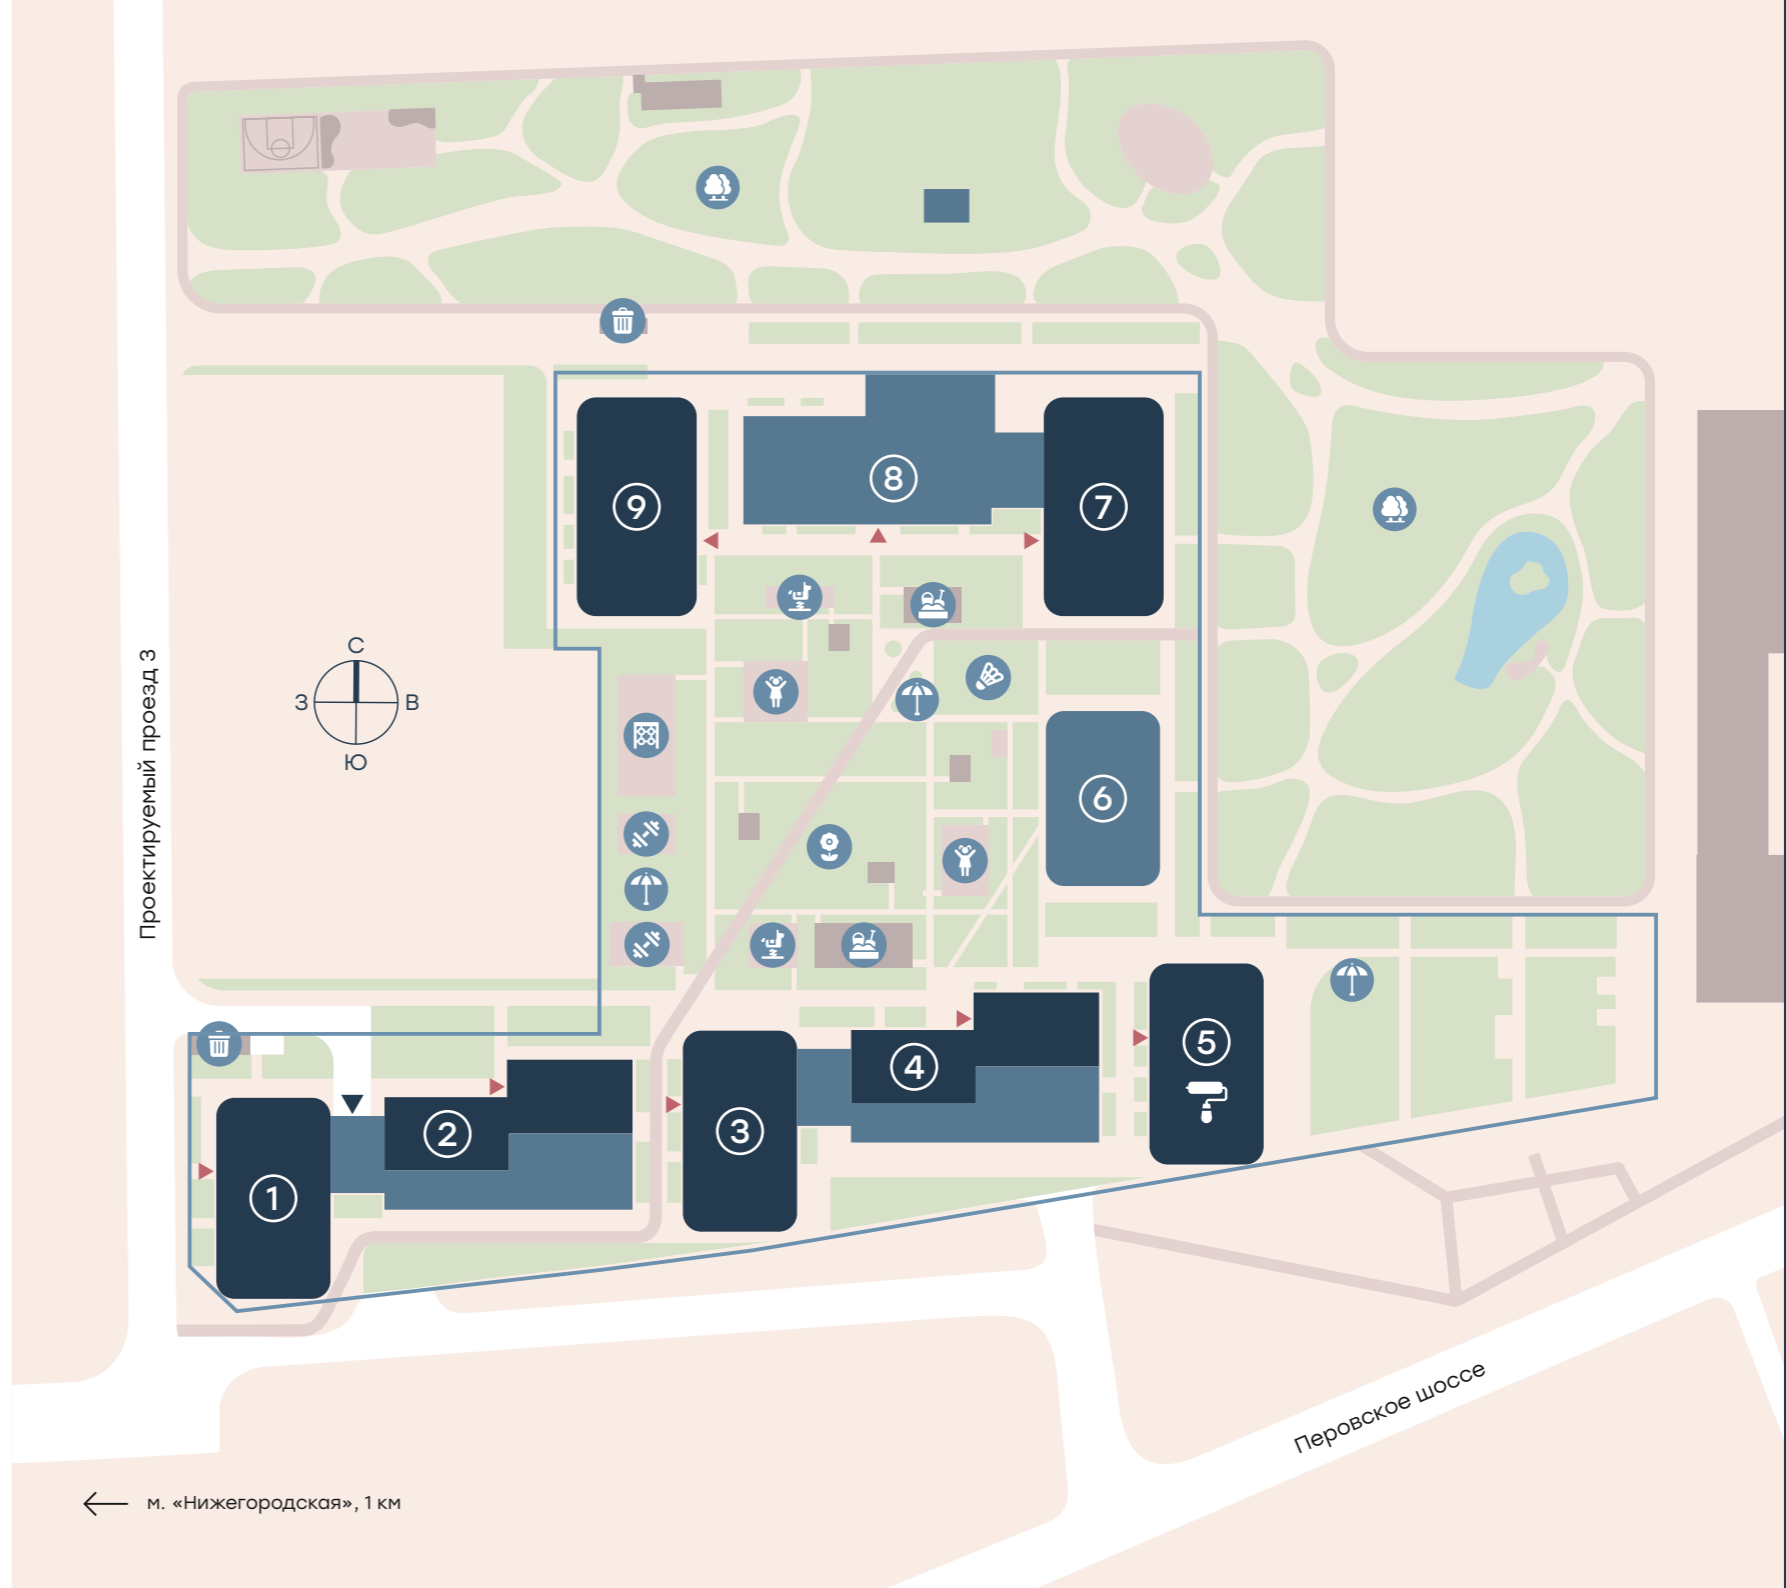 9
8
7
С
З
В
Ю
Проектируемый проезд 3
6
5
4
3
2
1
Перовское шоссе
м. «Нижегородская», 1 км